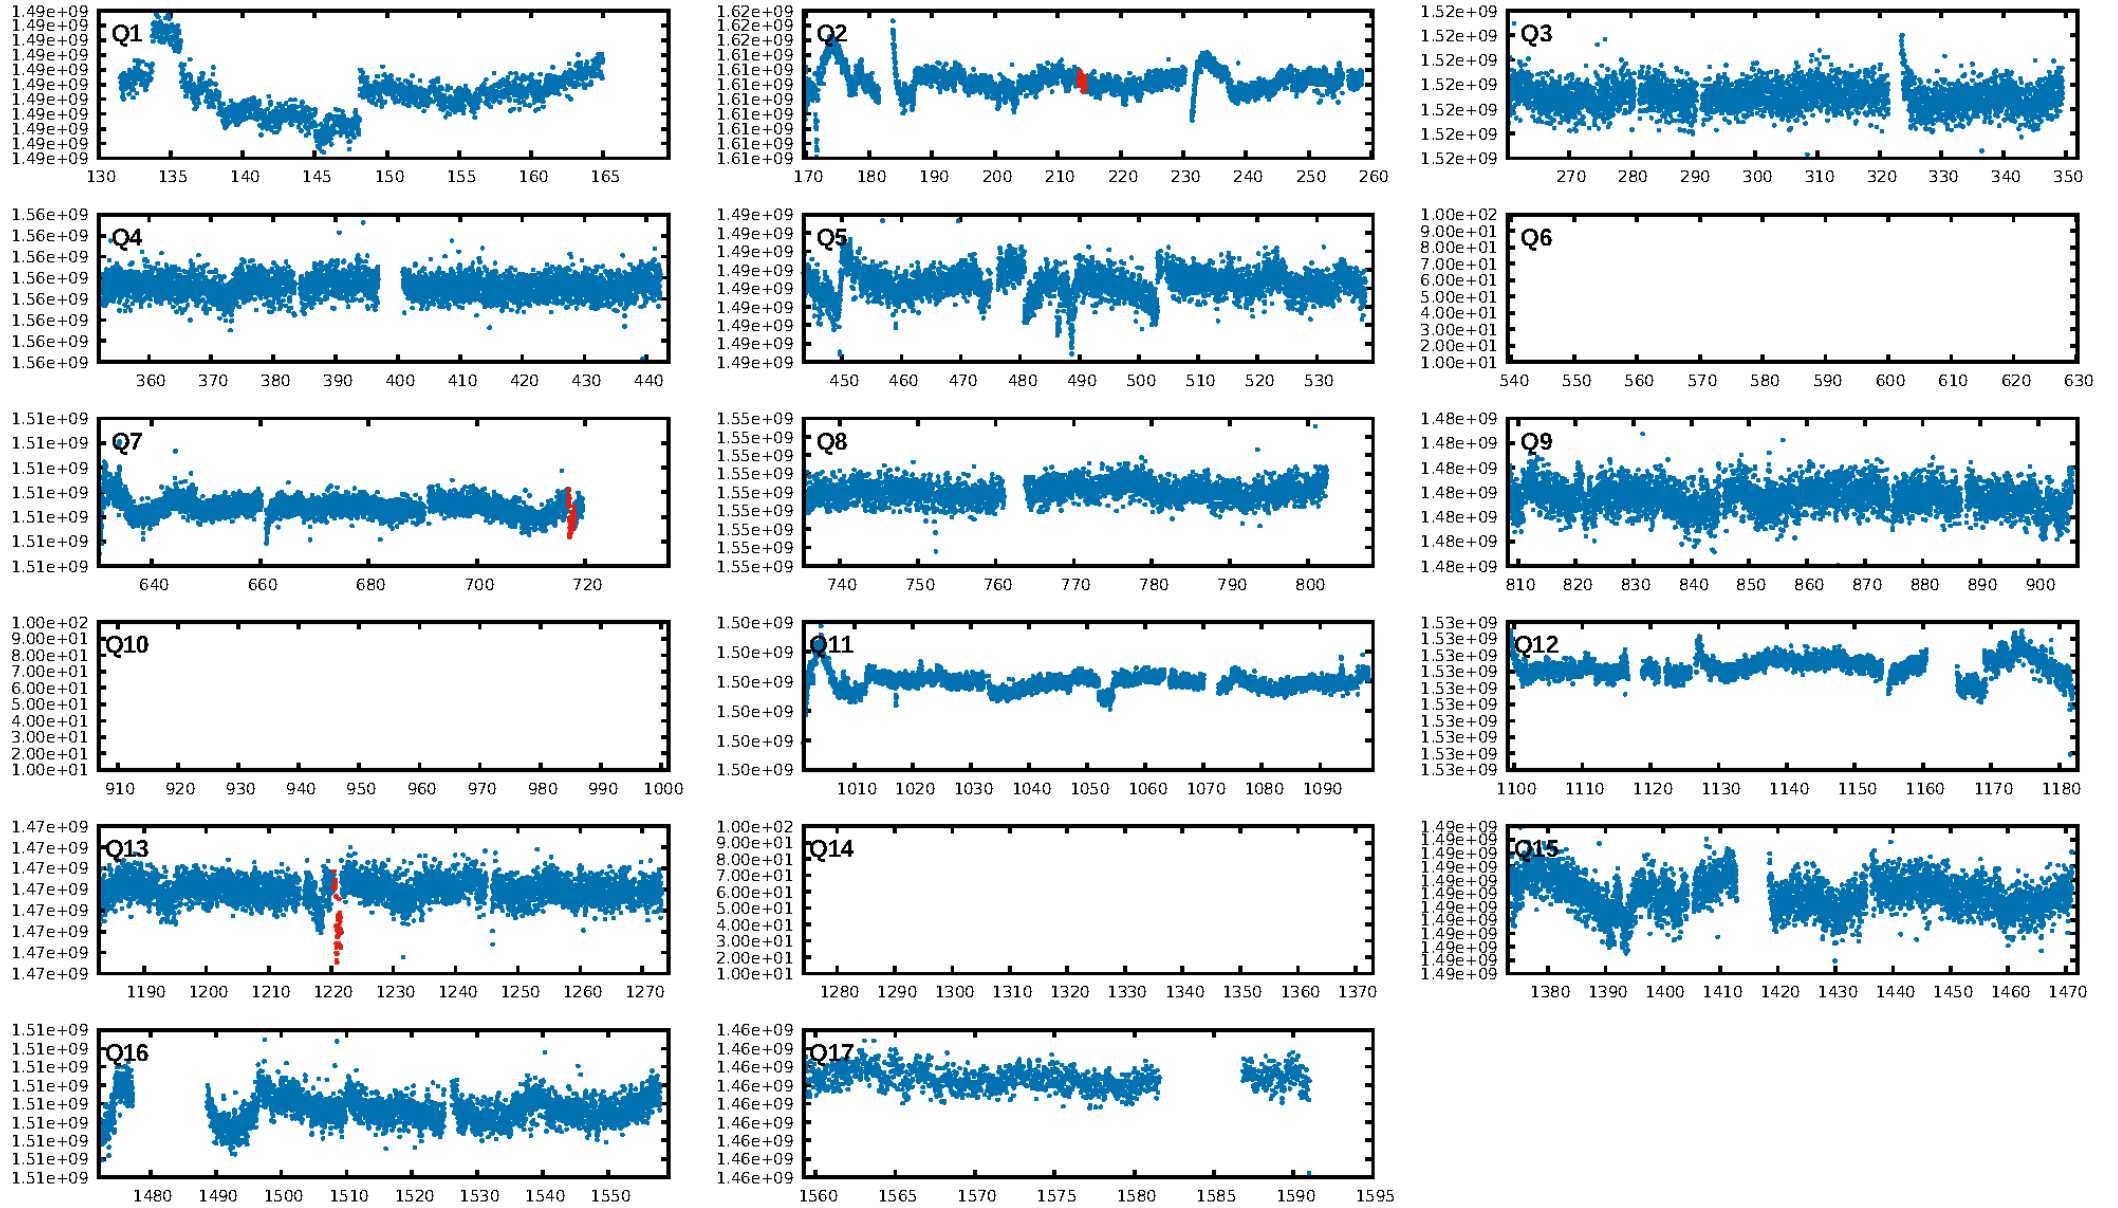 Q1
1.49e+09
1.49e+09
1.49e+09
1.49e+09
1.49e+09
1.49e+09
1.49e+09
1.49e+09
1.49e+09
1.49e+09
1.49e+09
130 135 140 145 150 155 160 165
Q2
1.62e+09
1.62e+09
1.62e+09
1.61e+09
1.61e+09
1.61e+09
1.61e+09
1.61e+09
1.61e+09
1.61e+09
1.61e+09
170 180 190 200 210 220 230 240 250 260
Q3
1.52e+09
1.52e+09
1.52e+09
1.52e+09
1.52e+09
1.52e+09
1.52e+09
270 280 290 300 310 320 330 340 350
Q4
1.56e+09
1.56e+09
1.56e+09
1.56e+09
1.56e+09
1.56e+09
1.56e+09
1.56e+09
360 370 380 390 400 410 420 430 440
Q5
1.49e+09
1.49e+09
1.49e+09
1.49e+09
1.49e+09
1.49e+09
1.49e+09
1.49e+09
1.49e+09
450 460 470 480 490 500 510 520 530
Q6
1.00e+02
9.00e+01
8.00e+01
7.00e+01
6.00e+01
5.00e+01
4.00e+01
3.00e+01
2.00e+01
1.00e+01
540 550 560 570 580 590 600 610 620 630
Q7
1.51e+09
1.51e+09
1.51e+09
1.51e+09
1.51e+09
1.51e+09
1.51e+09
640 660 680 700 720
Q8
1.55e+09
1.55e+09
1.55e+09
1.55e+09
1.55e+09
1.55e+09
1.55e+09
1.55e+09
1.55e+09
740 750 760 770 780 790 800
Q9
1.48e+09
1.48e+09
1.48e+09
1.48e+09
1.48e+09
1.48e+09
1.48e+09
810 820 830 840 850 860 870 880 890 900
Q10
1.00e+02
9.00e+01
8.00e+01
7.00e+01
6.00e+01
5.00e+01
4.00e+01
3.00e+01
2.00e+01
1.00e+01
910 920 930 940 950 960 970 980 990 1000
Q11
1.50e+09
1.50e+09
1.50e+09
1.50e+09
1.50e+09
1.50e+09
1010 1020 1030 1040 1050 1060 1070 1080 1090
Q12
1.53e+09
1.53e+09
1.53e+09
1.53e+09
1.53e+09
1.53e+09
1.53e+09
1.53e+09
1.53e+09
1.53e+09
1100 1110 1120 1130 1140 1150 1160 1170 1180
Q13
1.47e+09
1.47e+09
1.47e+09
1.47e+09
1.47e+09
1.47e+09
1.47e+09
1.47e+09
1190 1200 1210 1220 1230 1240 1250 1260 1270
Q14
1.00e+02
9.00e+01
8.00e+01
7.00e+01
6.00e+01
5.00e+01
4.00e+01
3.00e+01
2.00e+01
1.00e+01
1280 1290 1300 1310 1320 1330 1340 1350 1360 1370
Q15
1.49e+09
1.49e+09
1.49e+09
1.49e+09
1.49e+09
1.49e+09
1.49e+09
1.49e+09
1.49e+09
1.49e+09
1.49e+09
1.49e+09
1380 1390 1400 1410 1420 1430 1440 1450 1460 1470
Q16
1.51e+09
1.51e+09
1.51e+09
1.51e+09
1.51e+09
1.51e+09
1.51e+09
1.51e+09
1.51e+09
1480 1490 1500 1510 1520 1530 1540 1550
Q17
1.46e+09
1.46e+09
1.46e+09
1.46e+09
1.46e+09
1.46e+09
1.46e+09
1.46e+09
1.46e+09
1560 1565 1570 1575 1580 1585 1590 1595